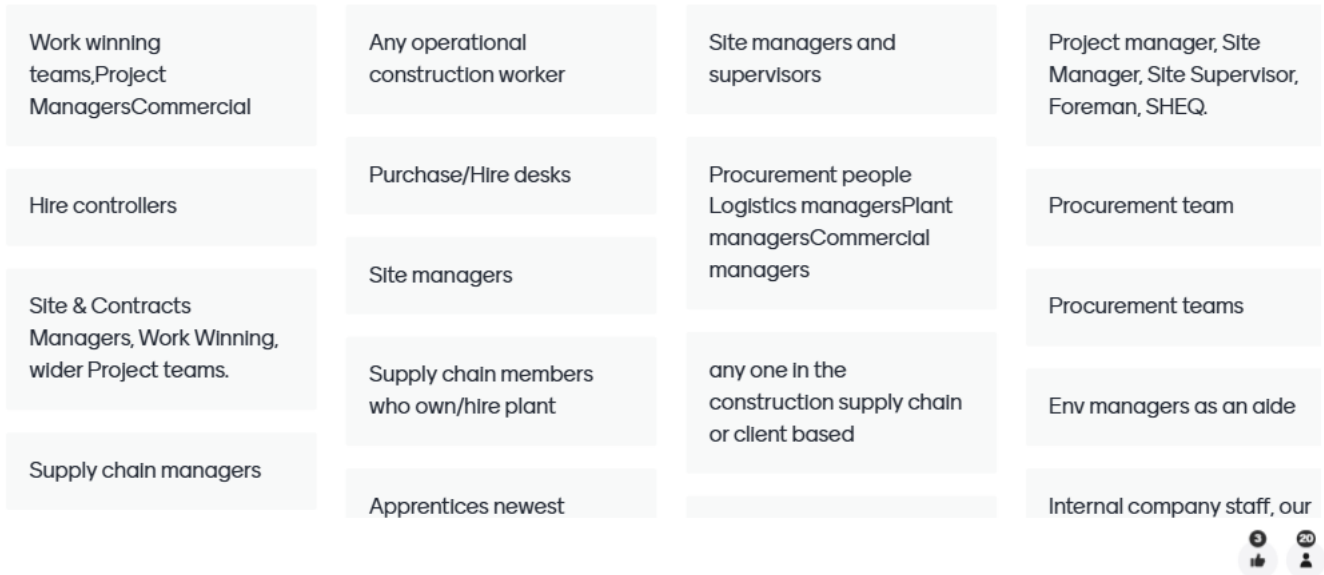 Work winning
teams,Project
ManagersCommercial
Hire controllers
Site & Contracts
Managers, Work Winning,
wider Project teams.
Supply chain managers
Any operational
construction worker
Purchase/Hire desks
Site managers
Supply chain members
who own/hire plant
Apprentices newest
Site managers and
supervisors
Procurement people
Logistics managersPlant
managersCommercial
managers
any one in the
construction supply chain
or client based
Project manager, Site
Manager, Site Supervisor,
Foreman, SHEQ.
Procurement team
Procurement teams
Env managers as an aide
Internal company staff, our
3
20